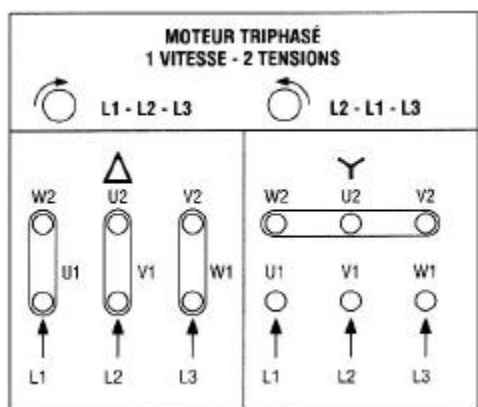 MOTEUR TRIPHASÉ
1 VITESSE - 2 TENSIONS
L1 - L2 - L3
L2 - L1 - L3
W2 U2 V2
U1 V1 W1
L1 L2 L3
W2 U2 V2
U1 V1 W1
L1 L2 L3